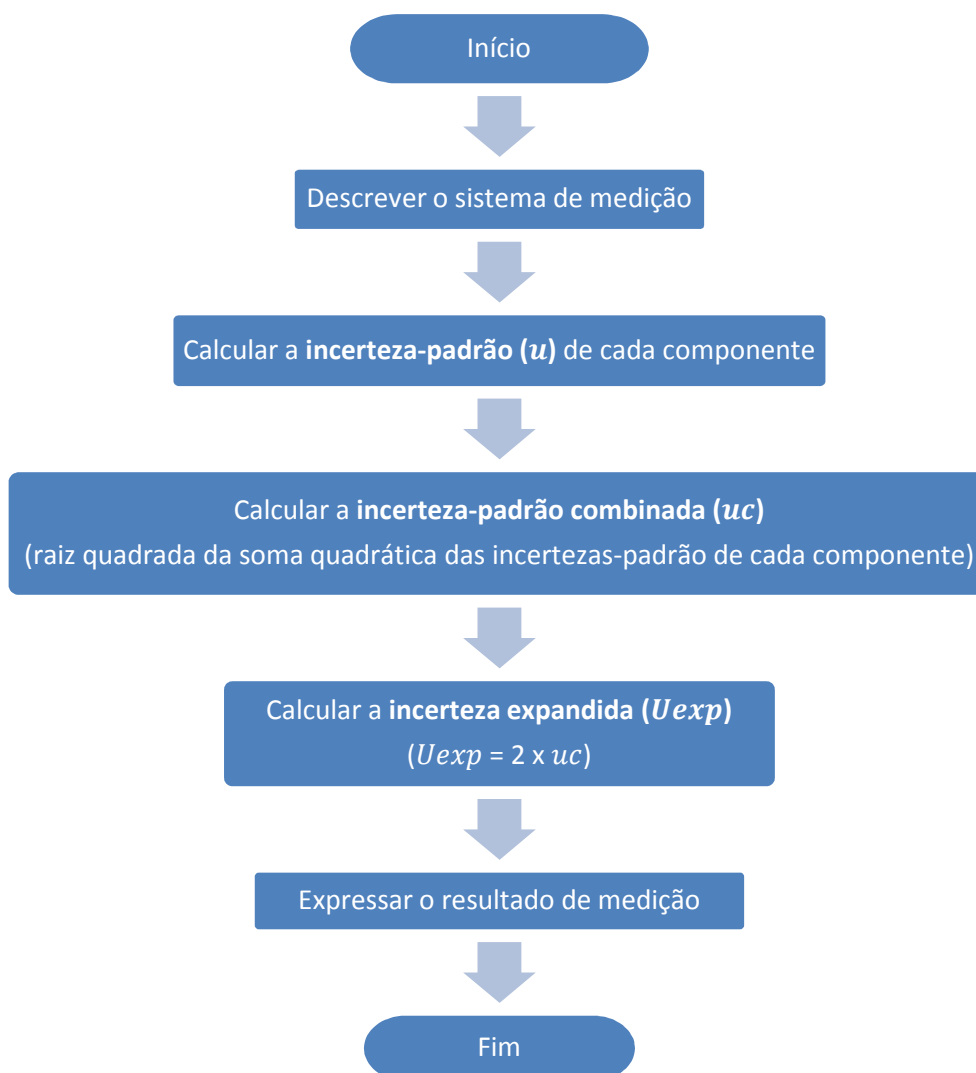 Início
Descrever o sistema de medição
Calcular a incerteza-padrão (u) de cada componente
Calcular a incerteza-padrão combinada (uc)
(raiz quadrada da soma quadrática das incertezas-padrão de cada componente)
Calcular a incerteza expandida (Uexp)
(Uexp = 2 x uc)
Expressar o resultado de medição
Fim